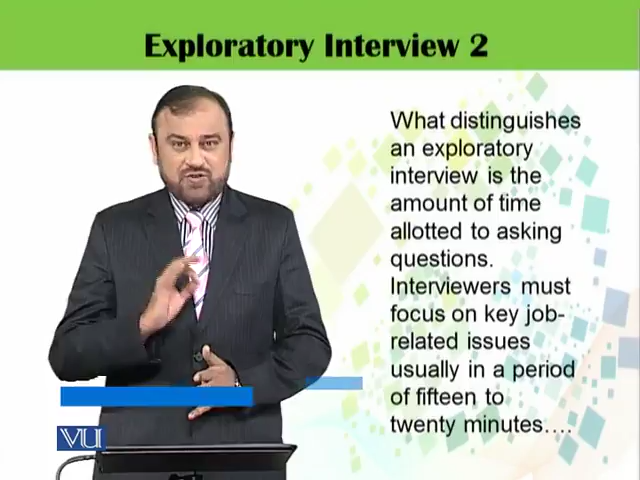 Exploratory Interview 2
What distinguishes
an exploratory
interview is the
amount of time
allotted to asking
questions.
Interviewers must
focus on key job-
related issues
usually in a period
of fifteen to
twenty minutes….
VU